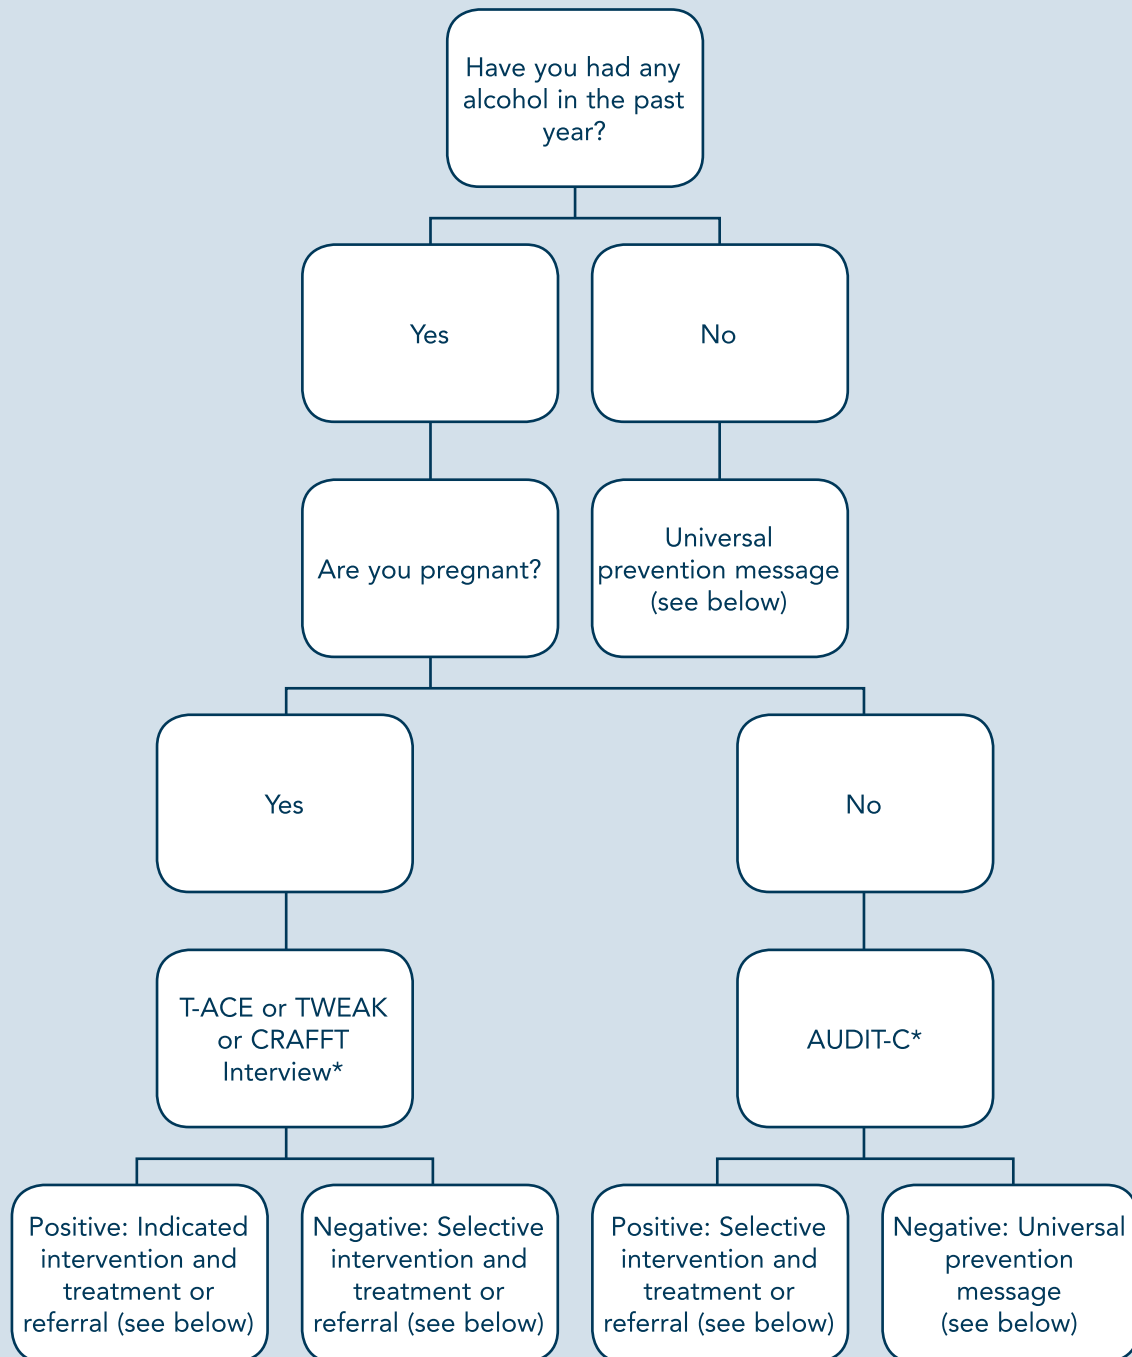 Have you had any
alcohol in the past
year?
Yes
No
Are you pregnant?
Universal
prevention message
(see below)
Yes
No
T-ACE or TWEAK
or CRAFFT
Interview*
AUDIT-C*
Positive: Indicated
intervention and
treatment or
referral (see below)
Negative: Selective
intervention and
treatment or
referral (see below)
Positive: Selective
intervention and
treatment or
referral (see below)
Negative: Universal
prevention
message
(see below)